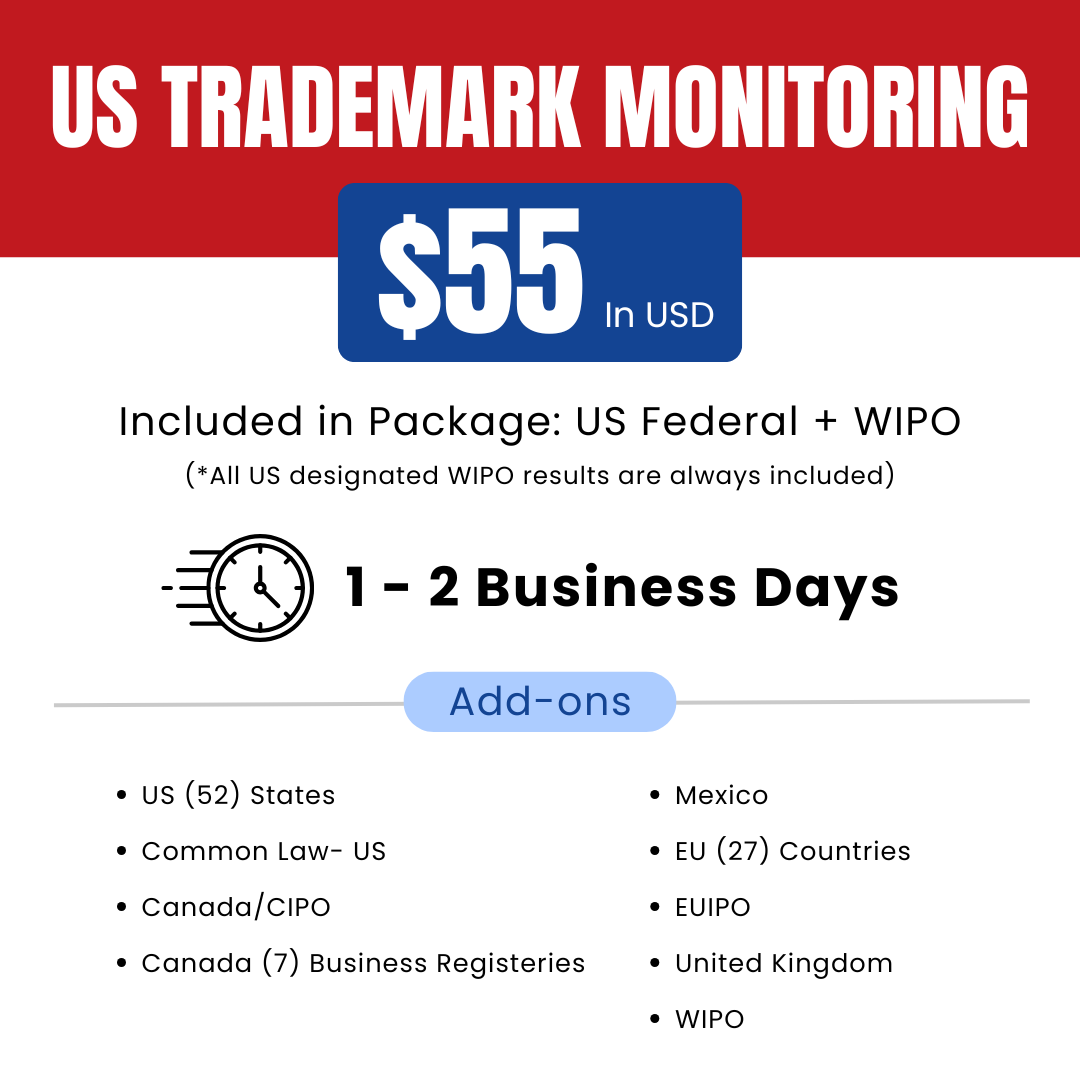 US TRADEMARK MONITORING
$55 In USD
Included in Package: US Federal + WIPO
(*All US designated WIPO results are always included)
1 - 2 Business Days
Add-ons
• US (52) States
• Common Law- US
• Canada/CIPO
• Canada (7) Business Registeries
• Mexico
• EU (27) Countries
• EUIPO
• United Kingdom
• WIPO